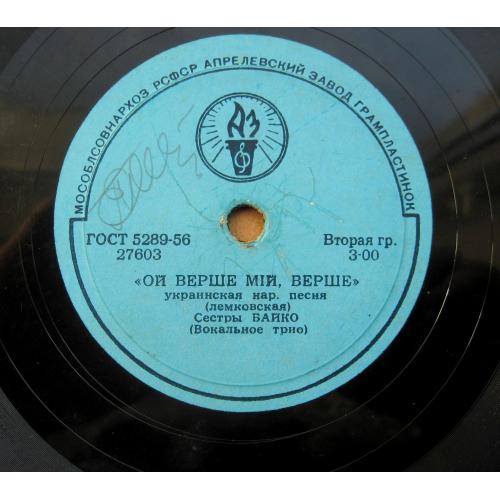 МОСОБЛСОВНАРХОЗ РСФСР АПРЕЛЕВСКИЙ ЗАВОД ГРАМПЛАСТИНОК
АЗ
ГОСТ 5289-56
27603
Вторая гр.
3-00
«ОЙ ВЕРШЕ МІЙ, ВЕРШЕ»
украинская нар. песня
(лемковская)
Сестры БАЙКО
(Вокальное трио)